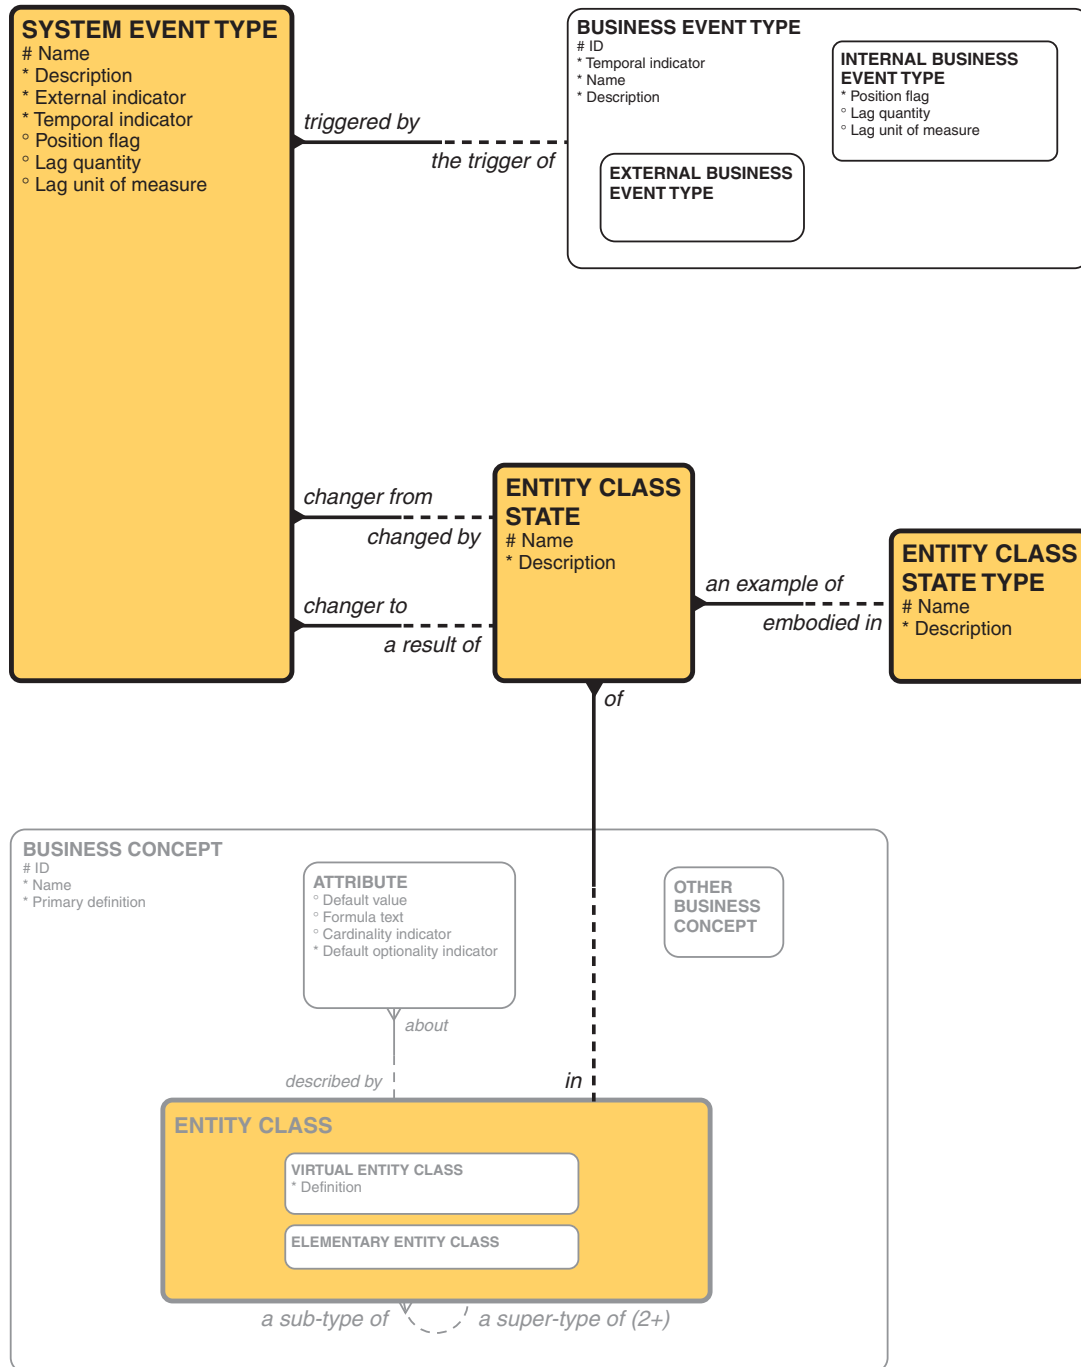 SYSTEM EVENT TYPE
# Name
* Description
* External indicator
* Temporal indicator
° Position flag
° Lag quantity
° Lag unit of measure
triggered by
the trigger of
BUSINESS EVENT TYPE
# ID
* Temporal indicator
* Name
* Description
INTERNAL BUSINESS
EVENT TYPE
* Position flag
° Lag quantity
° Lag unit of measure
EXTERNAL BUSINESS
EVENT TYPE
changer from
changed by
changer to
a result of
ENTITY CLASS
STATE
# Name
* Description
an example of
embodied in
ENTITY CLASS
STATE TYPE
# Name
* Description
of
in
BUSINESS CONCEPT
# ID
* Name
* Primary definition
ATTRIBUTE
° Default value
° Formula text
° Cardinality indicator
* Default optionality indicator
OTHER
BUSINESS
CONCEPT
about
described by
ENTITY CLASS
VIRTUAL ENTITY CLASS
* Definition
ELEMENTARY ENTITY CLASS
a sub-type of
a super-type of (2+)